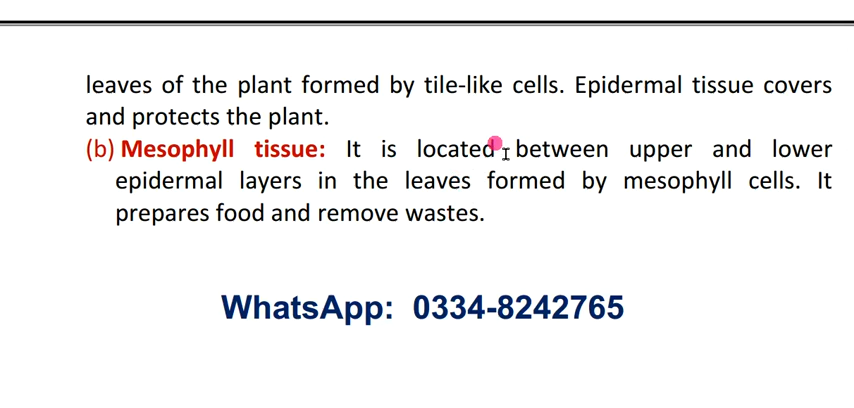 leaves of the plant formed by tile-like cells. Epidermal tissue covers
and protects the plant.
(b) Mesophyll tissue: It is located between upper and lower
epidermal layers in the leaves formed by mesophyll cells. It
prepares food and remove wastes.
WhatsApp: 0334-8242765